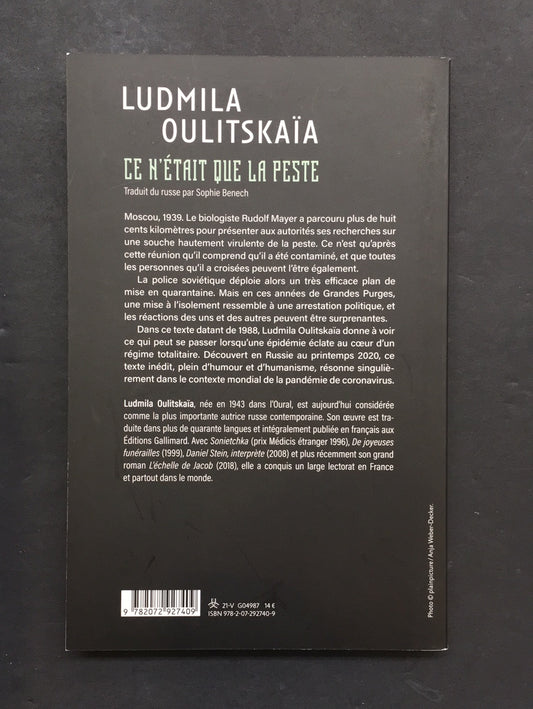 LUDMILA
OULITSKAÏA
CE N'ÉTAIT QUE LA PESTE
Traduit du russe par Sophie Benech
Moscou, 1939. Le biologiste Rudolf Mayer a parcouru plus de huit
cents kilomètres pour présenter aux autorités ses recherches sur
une souche hautement virulente de la peste. Ce n'est qu'après
cette réunion qu'il comprend qu'il a été contaminé, et que toutes
les personnes qu'il a croisées peuvent l'être également.
La police soviétique déploie alors un très efficace plan de
mise en quarantaine. Mais en ces années de Grandes Purges,
une mise à l'isolement ressemble à une arrestation politique, et
les réactions des uns et des autres peuvent être surprenantes.
Dans ce texte datant de 1988, Ludmila Oulitskaïa donne à voir
ce qui peut se passer lorsqu'une épidémie éclate au cœur d'un
régime totalitaire. Découvert en Russie au printemps 2020, ce
texte inédit, plein d'humour et d'humanisme, résonne singuliè-
rement dans le contexte mondial de la pandémie de coronavirus.
Ludmila Oulitskaïa, née en 1943 dans l'Oural, est aujourd'hui considérée
comme la plus importante autrice russe contemporaine. Son œuvre est tra-
duite dans plus de quarante langues et intégralement publiée en français aux
Éditions Gallimard. Avec Sonietchka (prix Médicis étranger 1996), De joyeuses
funérailles (1999), Daniel Stein, interprète (2008) et plus récemment son grand
roman L'échelle de Jacob (2018), elle a conquis un large lectorat en France
et partout dans le monde.
Photo © plainpicture / Anja Weber-Decker.
9 782072 927409
21-V G04987 14 €
ISBN 978-2-07-292740-9